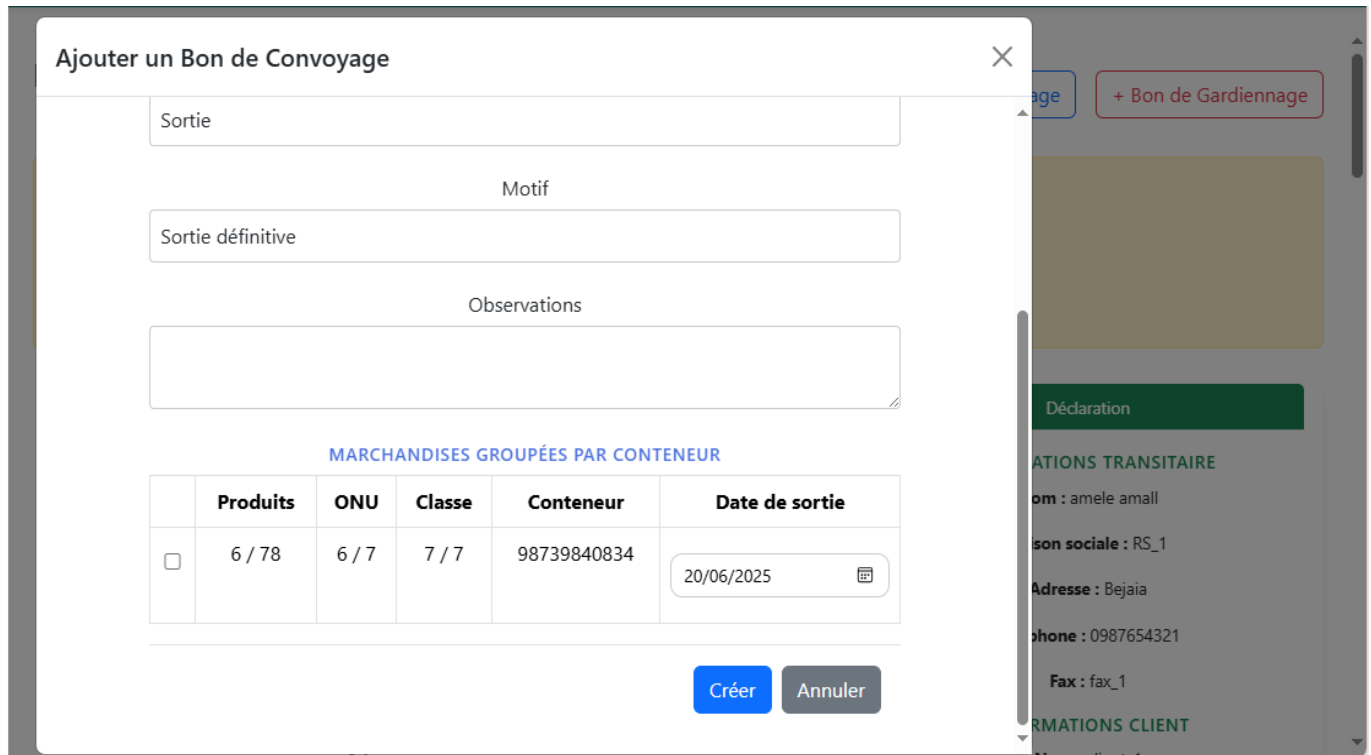 Ajouter un Bon de Convoyage
+ Bon de Gardiennage
Sortie
Motif
Sortie définitive
Observations
MARCHANDISES GROUPÉES PAR CONTENEUR
Produits ONU Classe Conteneur Date de sortie
6 / 78 6 / 7 7 / 7 98739840834 20/06/2025
Créer Annuler
Déclaration
ATIONS TRANSITAIRE
om : amele amall
son sociale : RS_1
Adresse : Bejaia
phone : 0987654321
Fax : fax_1
RMATIONS CLIENT